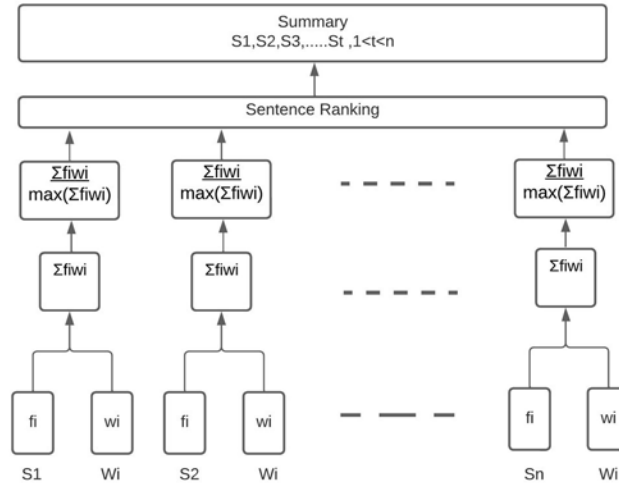 Summary
S1,S2,S3,.....St ,1<t<n
Sentence Ranking
Σfiwi
max(Σfiwi)
Σfiwi
max(Σfiwi)
Σfiwi
max(Σfiwi)
Σfiwi
Σfiwi
Σfiwi
fi
wi
fi
wi
fi
wi
S1
Wi
S2
Wi
Sn
Wi